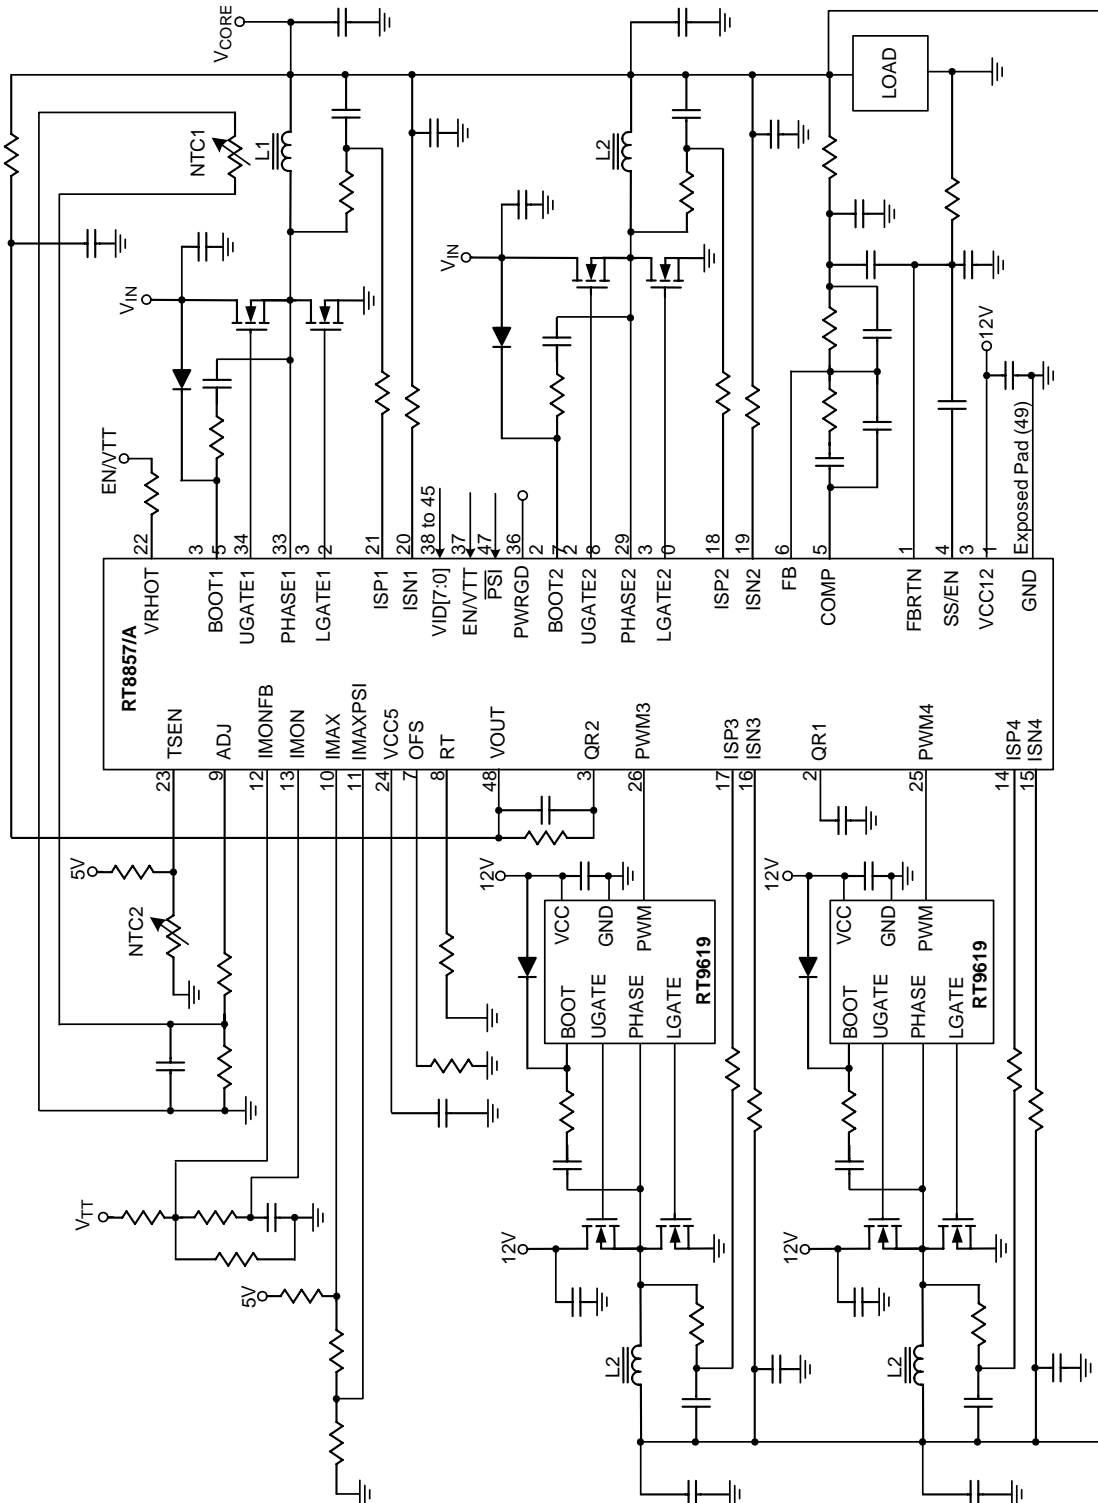 VCORE
NTC1
L1
L2
LOAD
VIN
VIN
EN/VTT
12V
Exposed Pad (49)
22
3
5
34
33
3
2
21
20
38 to 45
37
47
36
2
7
2
8
29
3
0
18
19
6
5
1
4
3
1
VRHOT
BOOT1
UGATE1
PHASE1
LGATE1
ISP1
ISN1
VID[7:0]
EN/VTT
PSI
PWRGD
BOOT2
UGATE2
PHASE2
LGATE2
ISP2
ISN2
FB
COMP
FBRTN
SS/EN
VCC12
GND
RT8857/A
TSEN
ADJ
IMONFB
IMON
IMAX
IMAXPSI
VCC5
OFS
RT
VOUT
QR2
PWM3
ISP3
ISN3
QR1
PWM4
ISP4
ISN4
23
9
12
13
10
11
24
7
8
48
3
26
17
16
2
25
14
15
5V
NTC2
VTT
5V
12V
VCC
GND
PWM
RT9619
BOOT
UGATE
PHASE
LGATE
12V
L2
12V
VCC
GND
PWM
RT9619
BOOT
UGATE
PHASE
LGATE
12V
L2